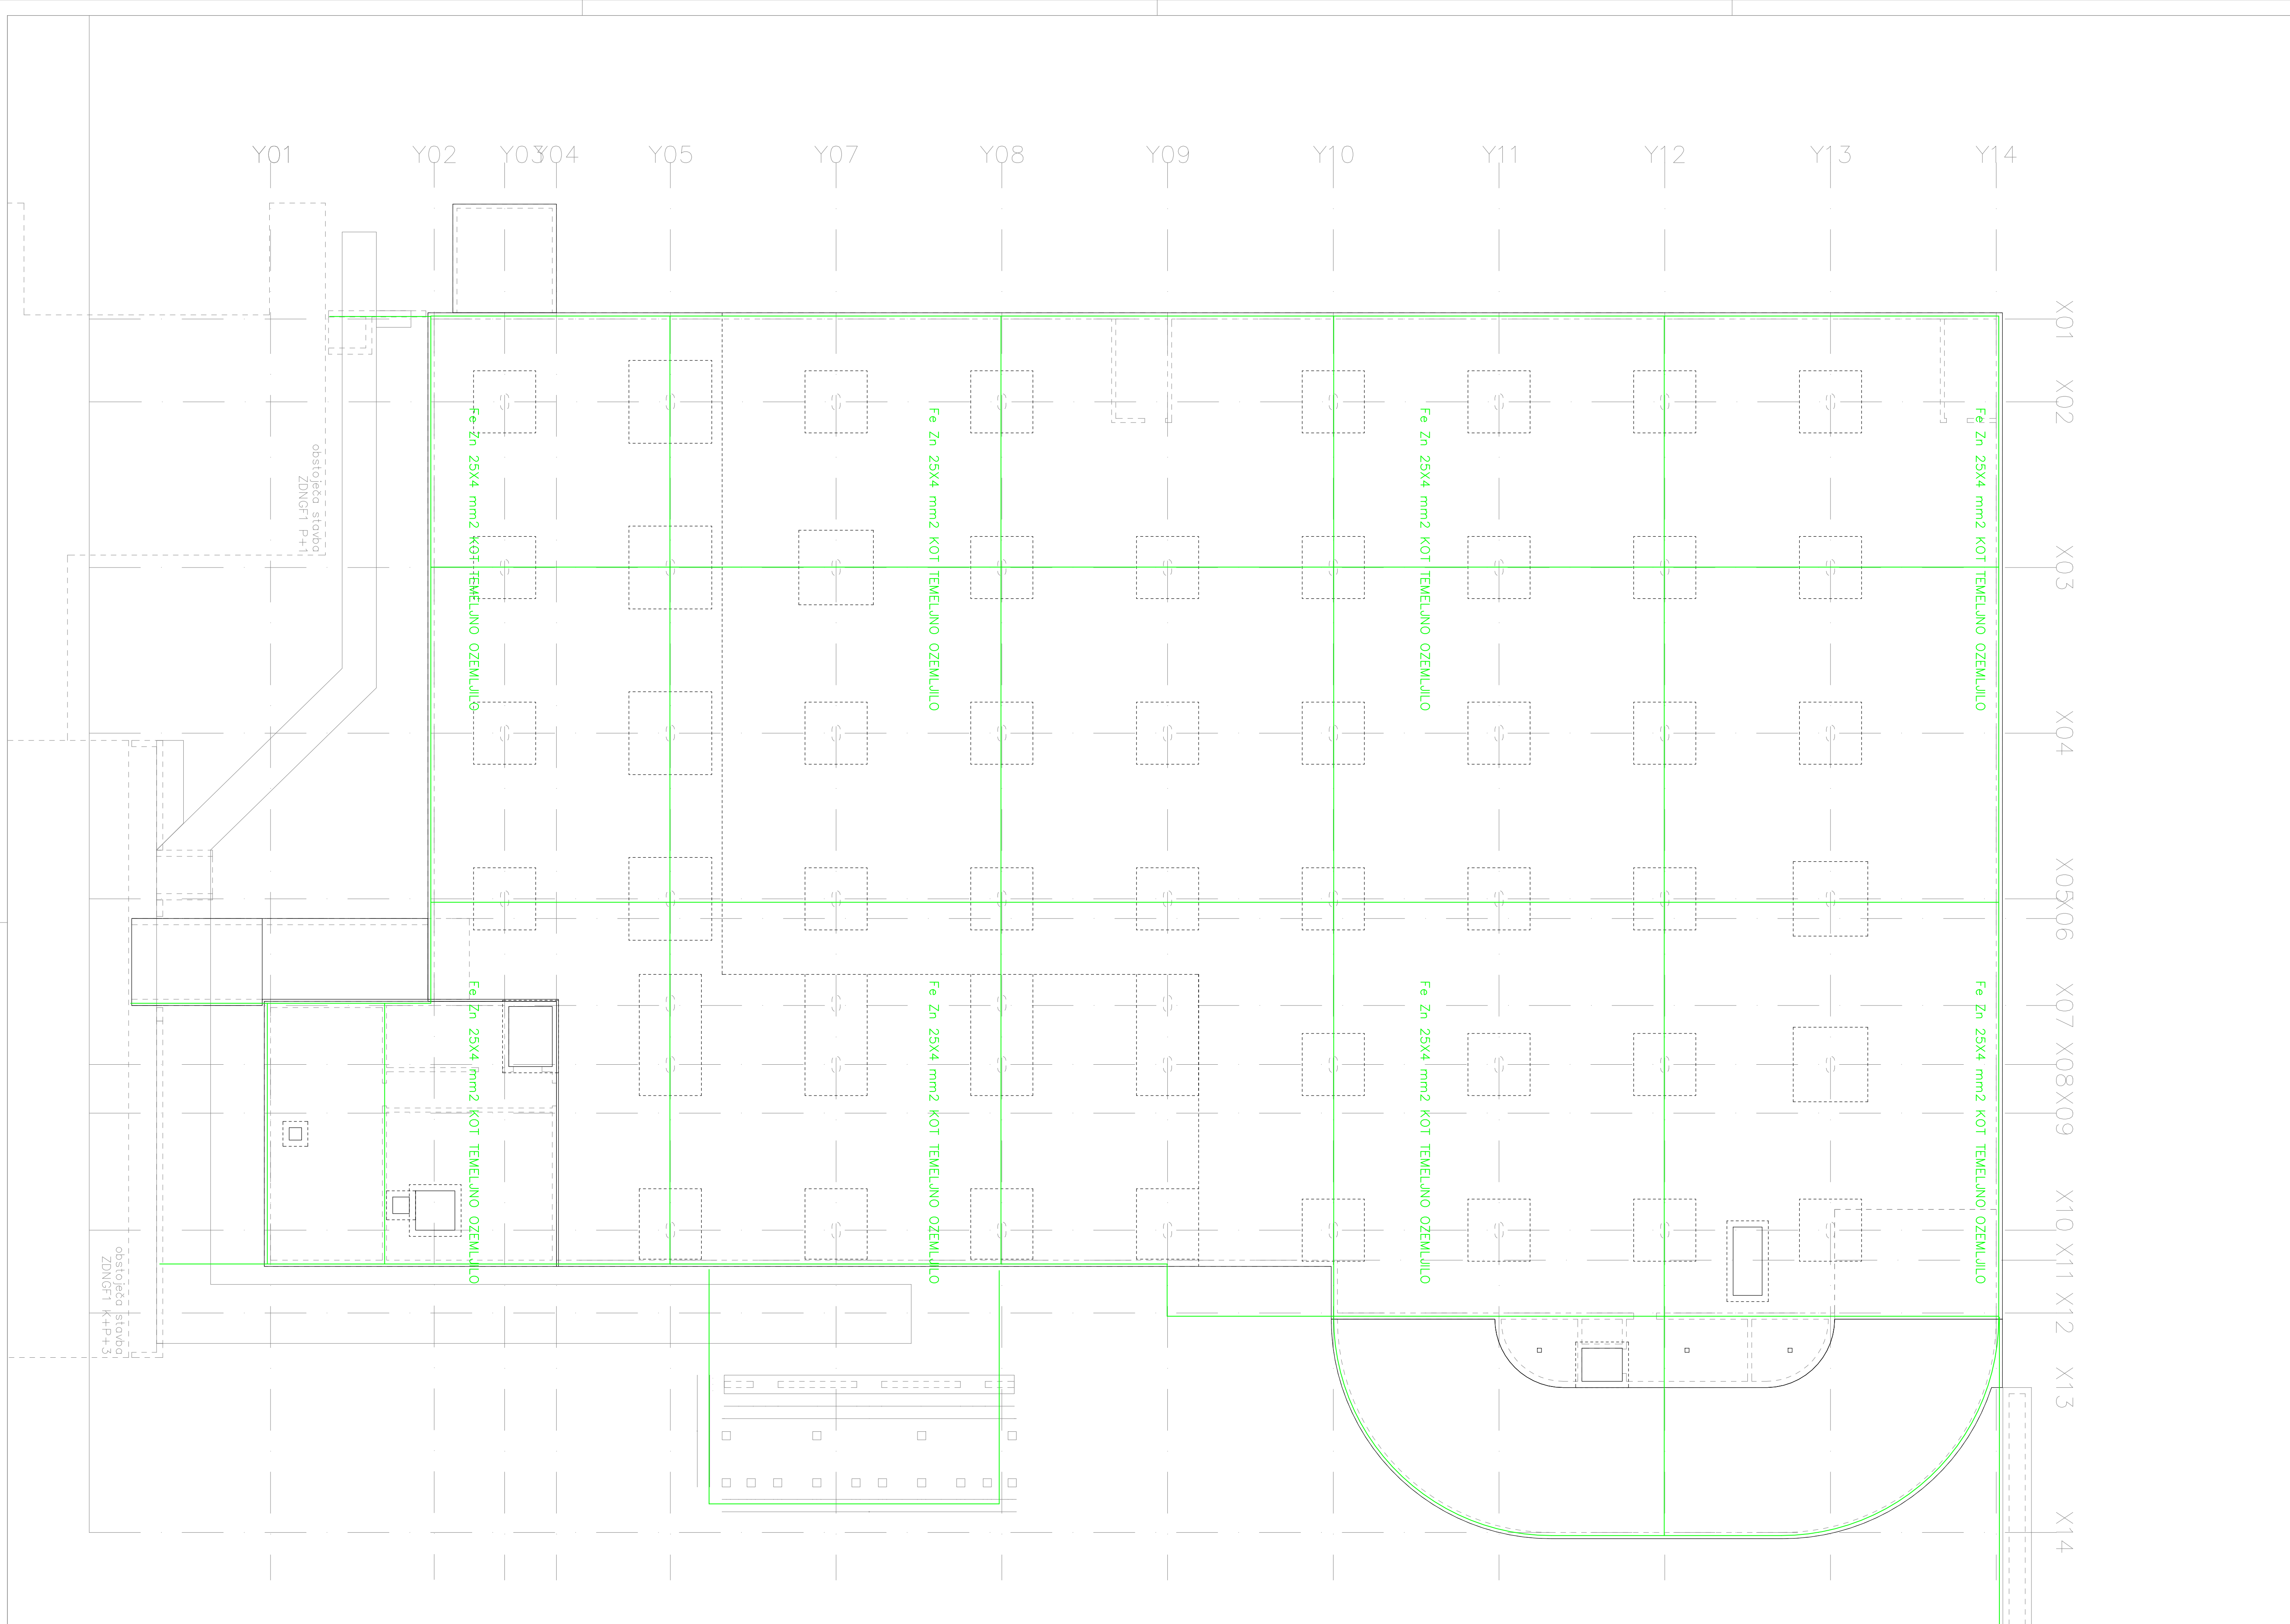 Y01 Y02 Y03 Y04 Y05 Y07 Y08 Y09 Y10 Y11 Y12 Y13 Y14
X01
X02
X03
X04
X05
X06
X07
X08
X09
X10
X11
X12
X13
X14
obstoječa stavba
ZDNGF1 P+1
Fe Zn 25X4 mm2 KOT TEMELJNO OZEMLJILO
Fe Zn 25X4 mm2 KOT TEMELJNO OZEMLJILO
Fe Zn 25X4 mm2 KOT TEMELJNO OZEMLJILO
Fe Zn 25X4 mm2 KOT TEMELJNO OZEMLJILO
Fe Zn 25X4 mm2 KOT TEMELJNO OZEMLJILO
Fe Zn 25X4 mm2 KOT TEMELJNO OZEMLJILO
Fe Zn 25X4 mm2 KOT TEMELJNO OZEMLJILO
Fe Zn 25X4 mm2 KOT TEMELJNO OZEMLJILO
obstoječa stavba
ZDNGF1 K+P+3